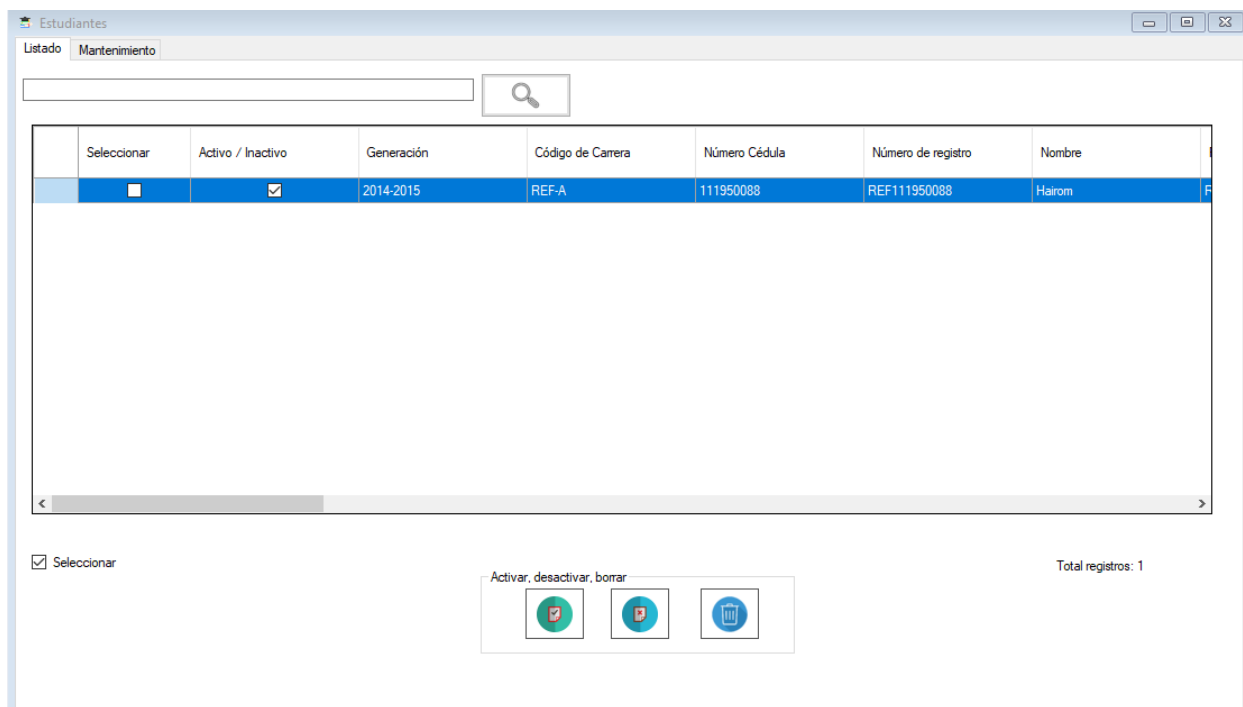 Estudiantes
Listado Mantenimiento
Seleccionar Activo / Inactivo Generación Código de Carrera Número Cédula Número de registro Nombre
2014-2015 REF-A 111950088 REF111950088 Hairom
Seleccionar
Total registros: 1
Activar, desactivar, borrar